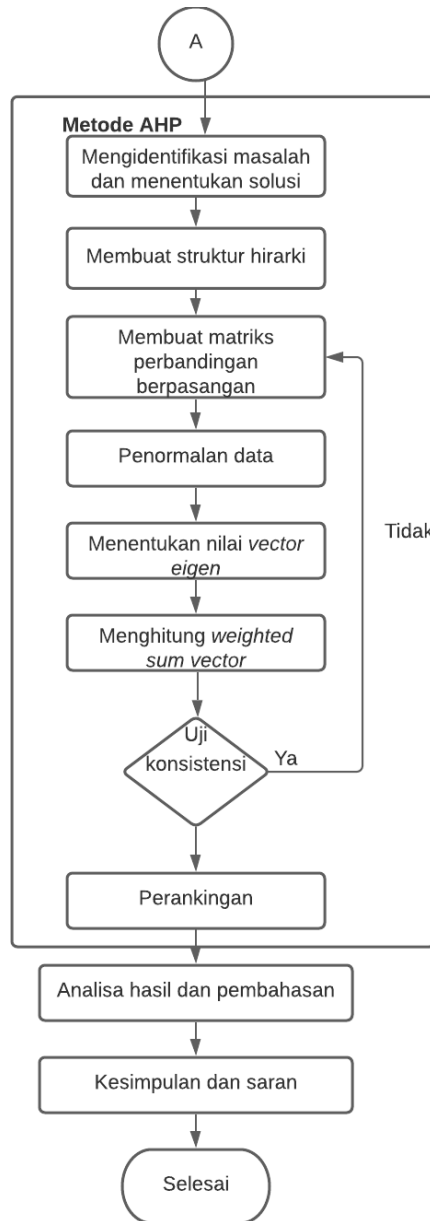 A
Metode AHP
Mengidentifikasi masalah
dan menentukan solusi
Membuat struktur hirarki
Membuat matriks
perbandingan
berpasangan
Penormalan data
Tidak
Menentukan nilai vector
eigen
Menghitung weighted
sum vector
Uji
konsistensi
Ya
Perankingan
Analisa hasil dan pembahasan
Kesimpulan dan saran
Selesai